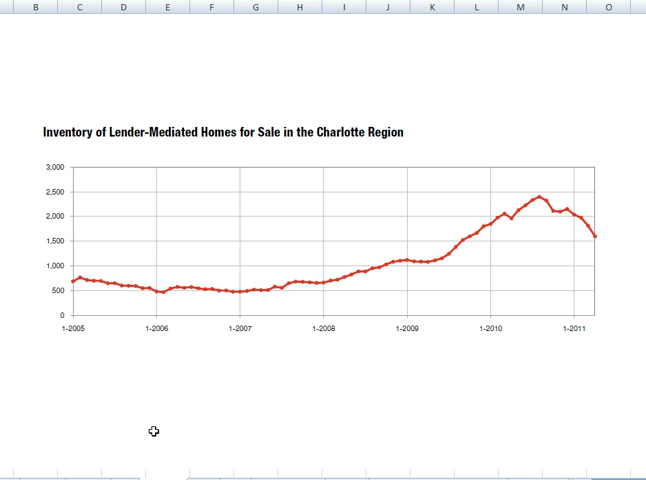 B C D E F G H I J K L M N O
Inventory of Lender-Mediated Homes for Sale in the Charlotte Region
3,000
2,500
2,000
1,500
1,000
500
0
1-2005 1-2006 1-2007 1-2008 1-2009 1-2010 1-2011